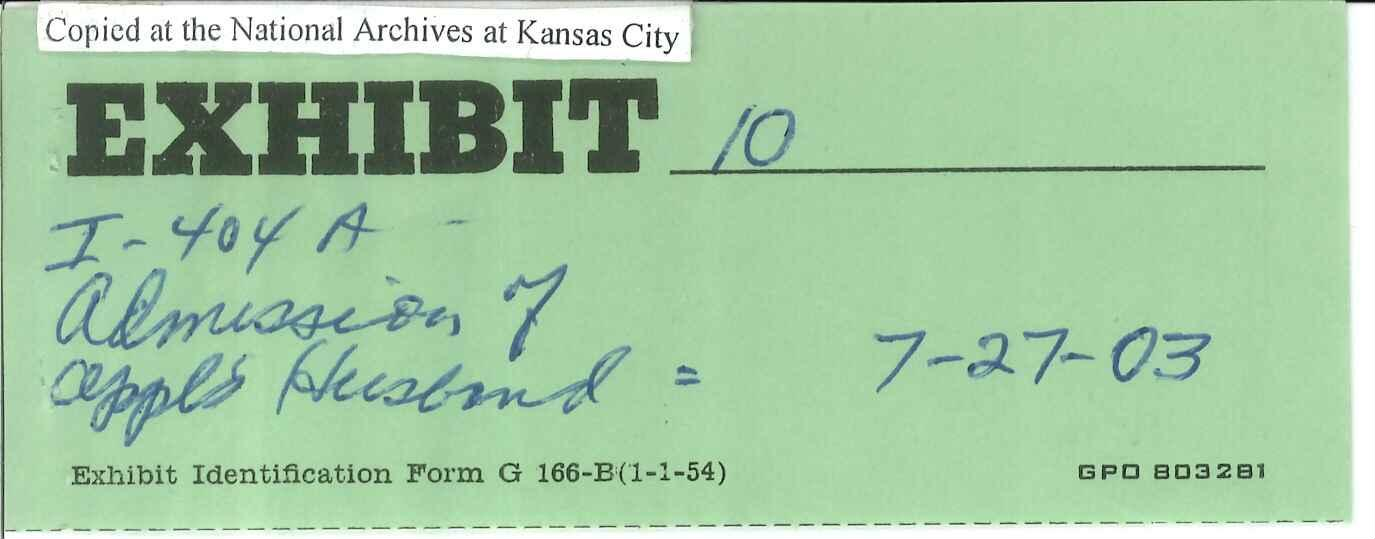 Copied at the National Archives at Kansas City
EXHIBIT 10
I-404 A -
Admission of
appl's Husband = 7-27-03
Exhibit Identification Form G 166-B(1-1-54) GPO 803281